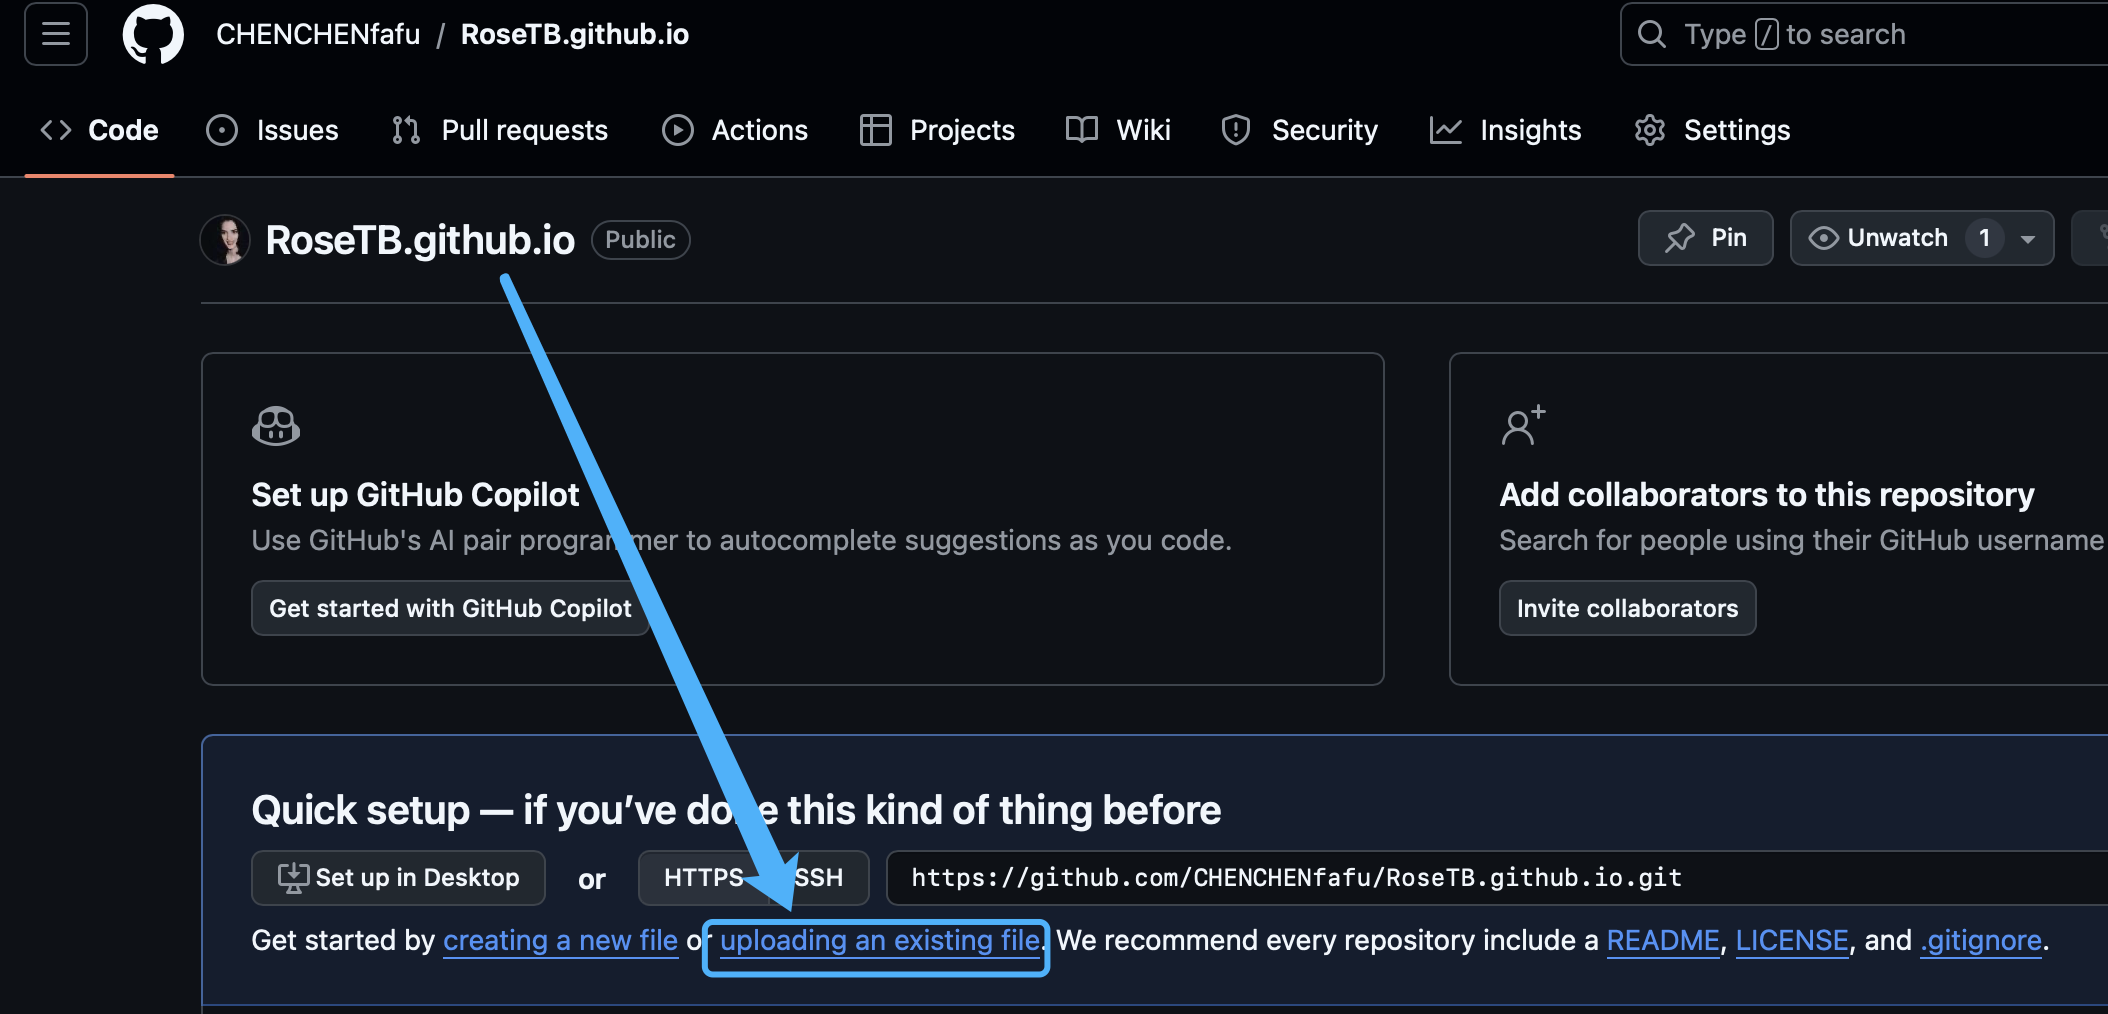 CHENCHENfafu / RoseTB.github.io
Type / to search
Code Issues Pull requests Actions Projects Wiki Security Insights Settings
RoseTB.github.io Public
Pin Unwatch 1
Set up GitHub Copilot
Use GitHub's AI pair programmer to autocomplete suggestions as you code.
Get started with GitHub Copilot
Add collaborators to this repository
Search for people using their GitHub username
Invite collaborators
Quick setup — if you’ve done this kind of thing before
Set up in Desktop or HTTPS SSH https://github.com/CHENCHENfafu/RoseTB.github.io.git
Get started by creating a new file or uploading an existing file. We recommend every repository include a README, LICENSE, and .gitignore.